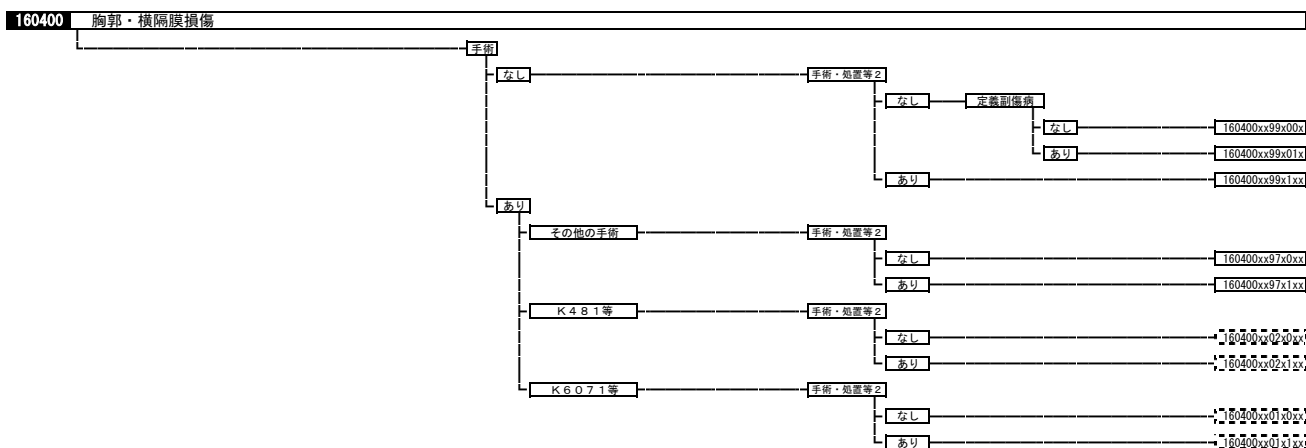 160400 胸郭・横隔膜損傷
手術
なし 手術・処置等２
なし 定義副傷病
なし 160400xx99x00x
あり 160400xx99x01x
あり 160400xx99x1xx
あり
その他の手術 手術・処置等２
なし 160400xx97x0xx
あり 160400xx97x1xx
Ｋ４８１等 手術・処置等２
なし 160400xx02x0xx
あり 160400xx02x1xx
Ｋ６０７１等 手術・処置等２
なし 160400xx01x0xx
あり 160400xx01x1xx